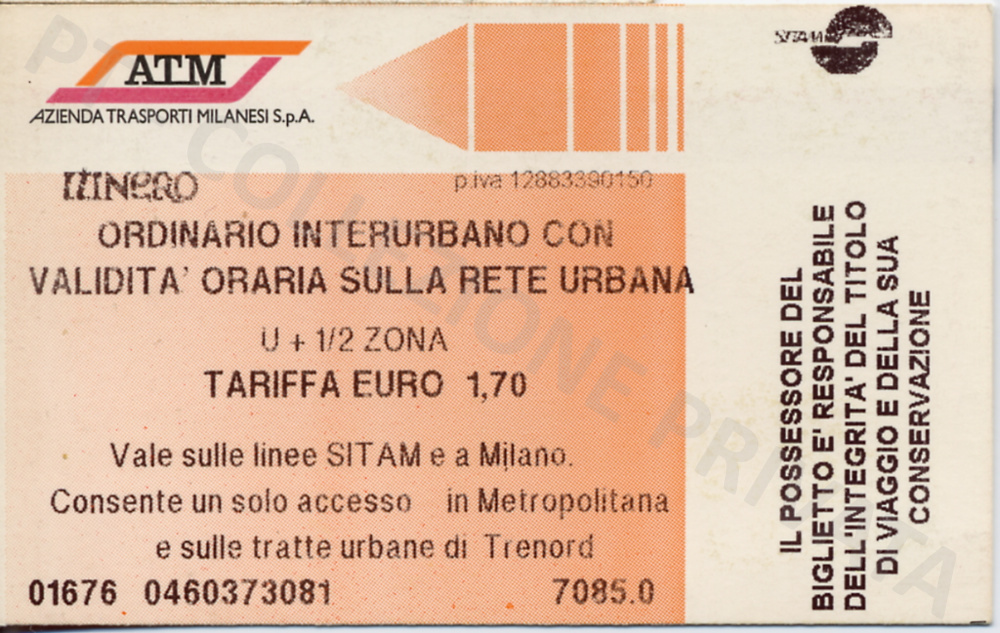 ATM
AZIENDA TRASPORTI MILANESI S.p.A.
SITAM
ITINERO
p.iva 12883390150
ORDINARIO INTERURBANO CON
VALIDITA' ORARIA SULLA RETE URBANA
U + 1/2 ZONA
TARIFFA EURO 1,70
Vale sulle linee SITAM e a Milano.
Consente un solo accesso in Metropolitana
e sulle tratte urbane di Trenord
01676 0460373081 7085.0
IL POSSESSORE DEL
BIGLIETTO E' RESPONSABILE
DELL'INTEGRITA' DEL TITOLO
DI VIAGGIO E DELLA SUA
CONSERVAZIONE
COLLEZIONE PRIVATA